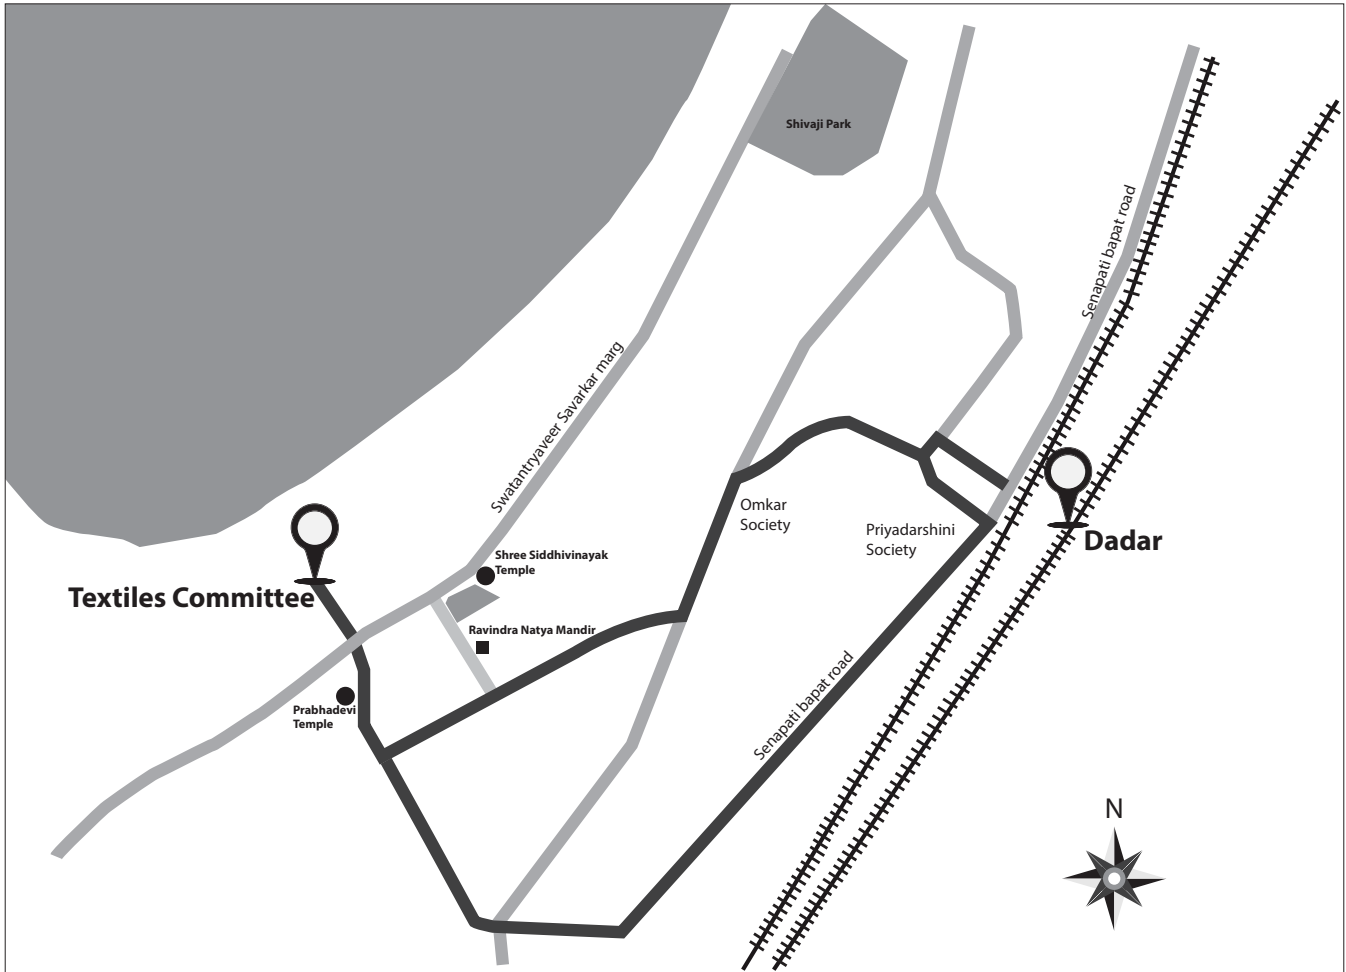 Shivaji Park
Senapati bapat road
Swatantryaveer Savarkar marg
Omkar
Society
Priyadarshini
Society
Dadar
Shree Siddhivinayak
Temple
Textiles Committee
Ravindra Natya Mandir
Prabhadevi
Temple
Senapati bapat road
N